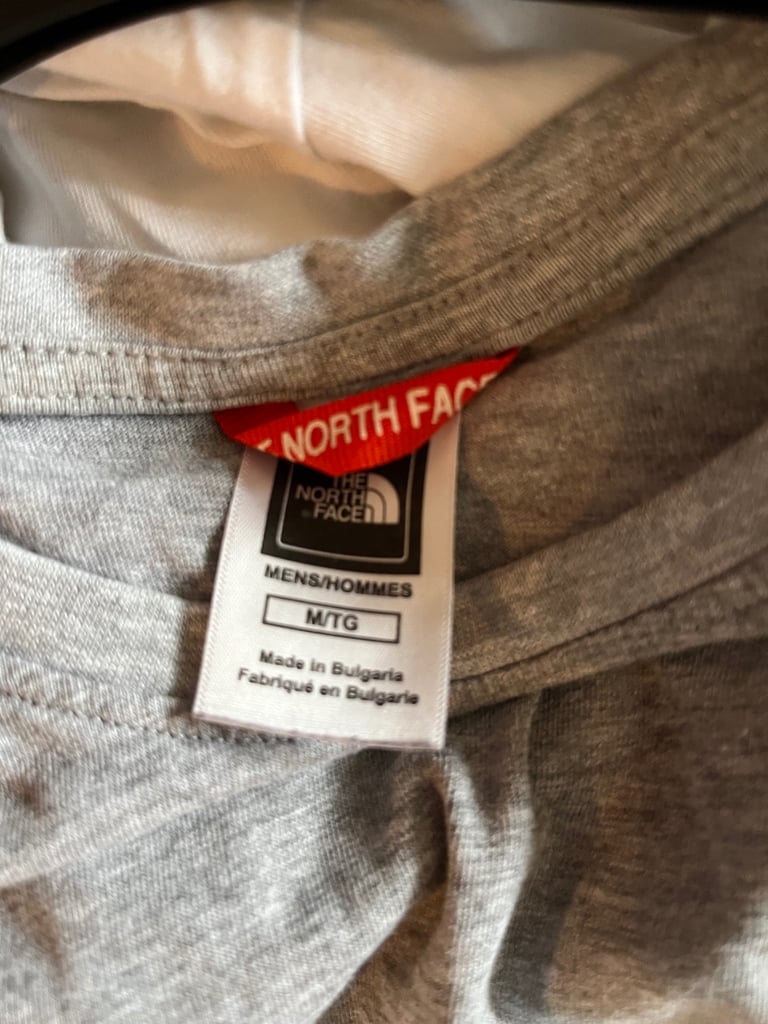 NORTH FACE
THE
NORTH
FACE
MENS/HOMMES
M/TG
Made in Bulgaria
Fabriqué en Bulgarie